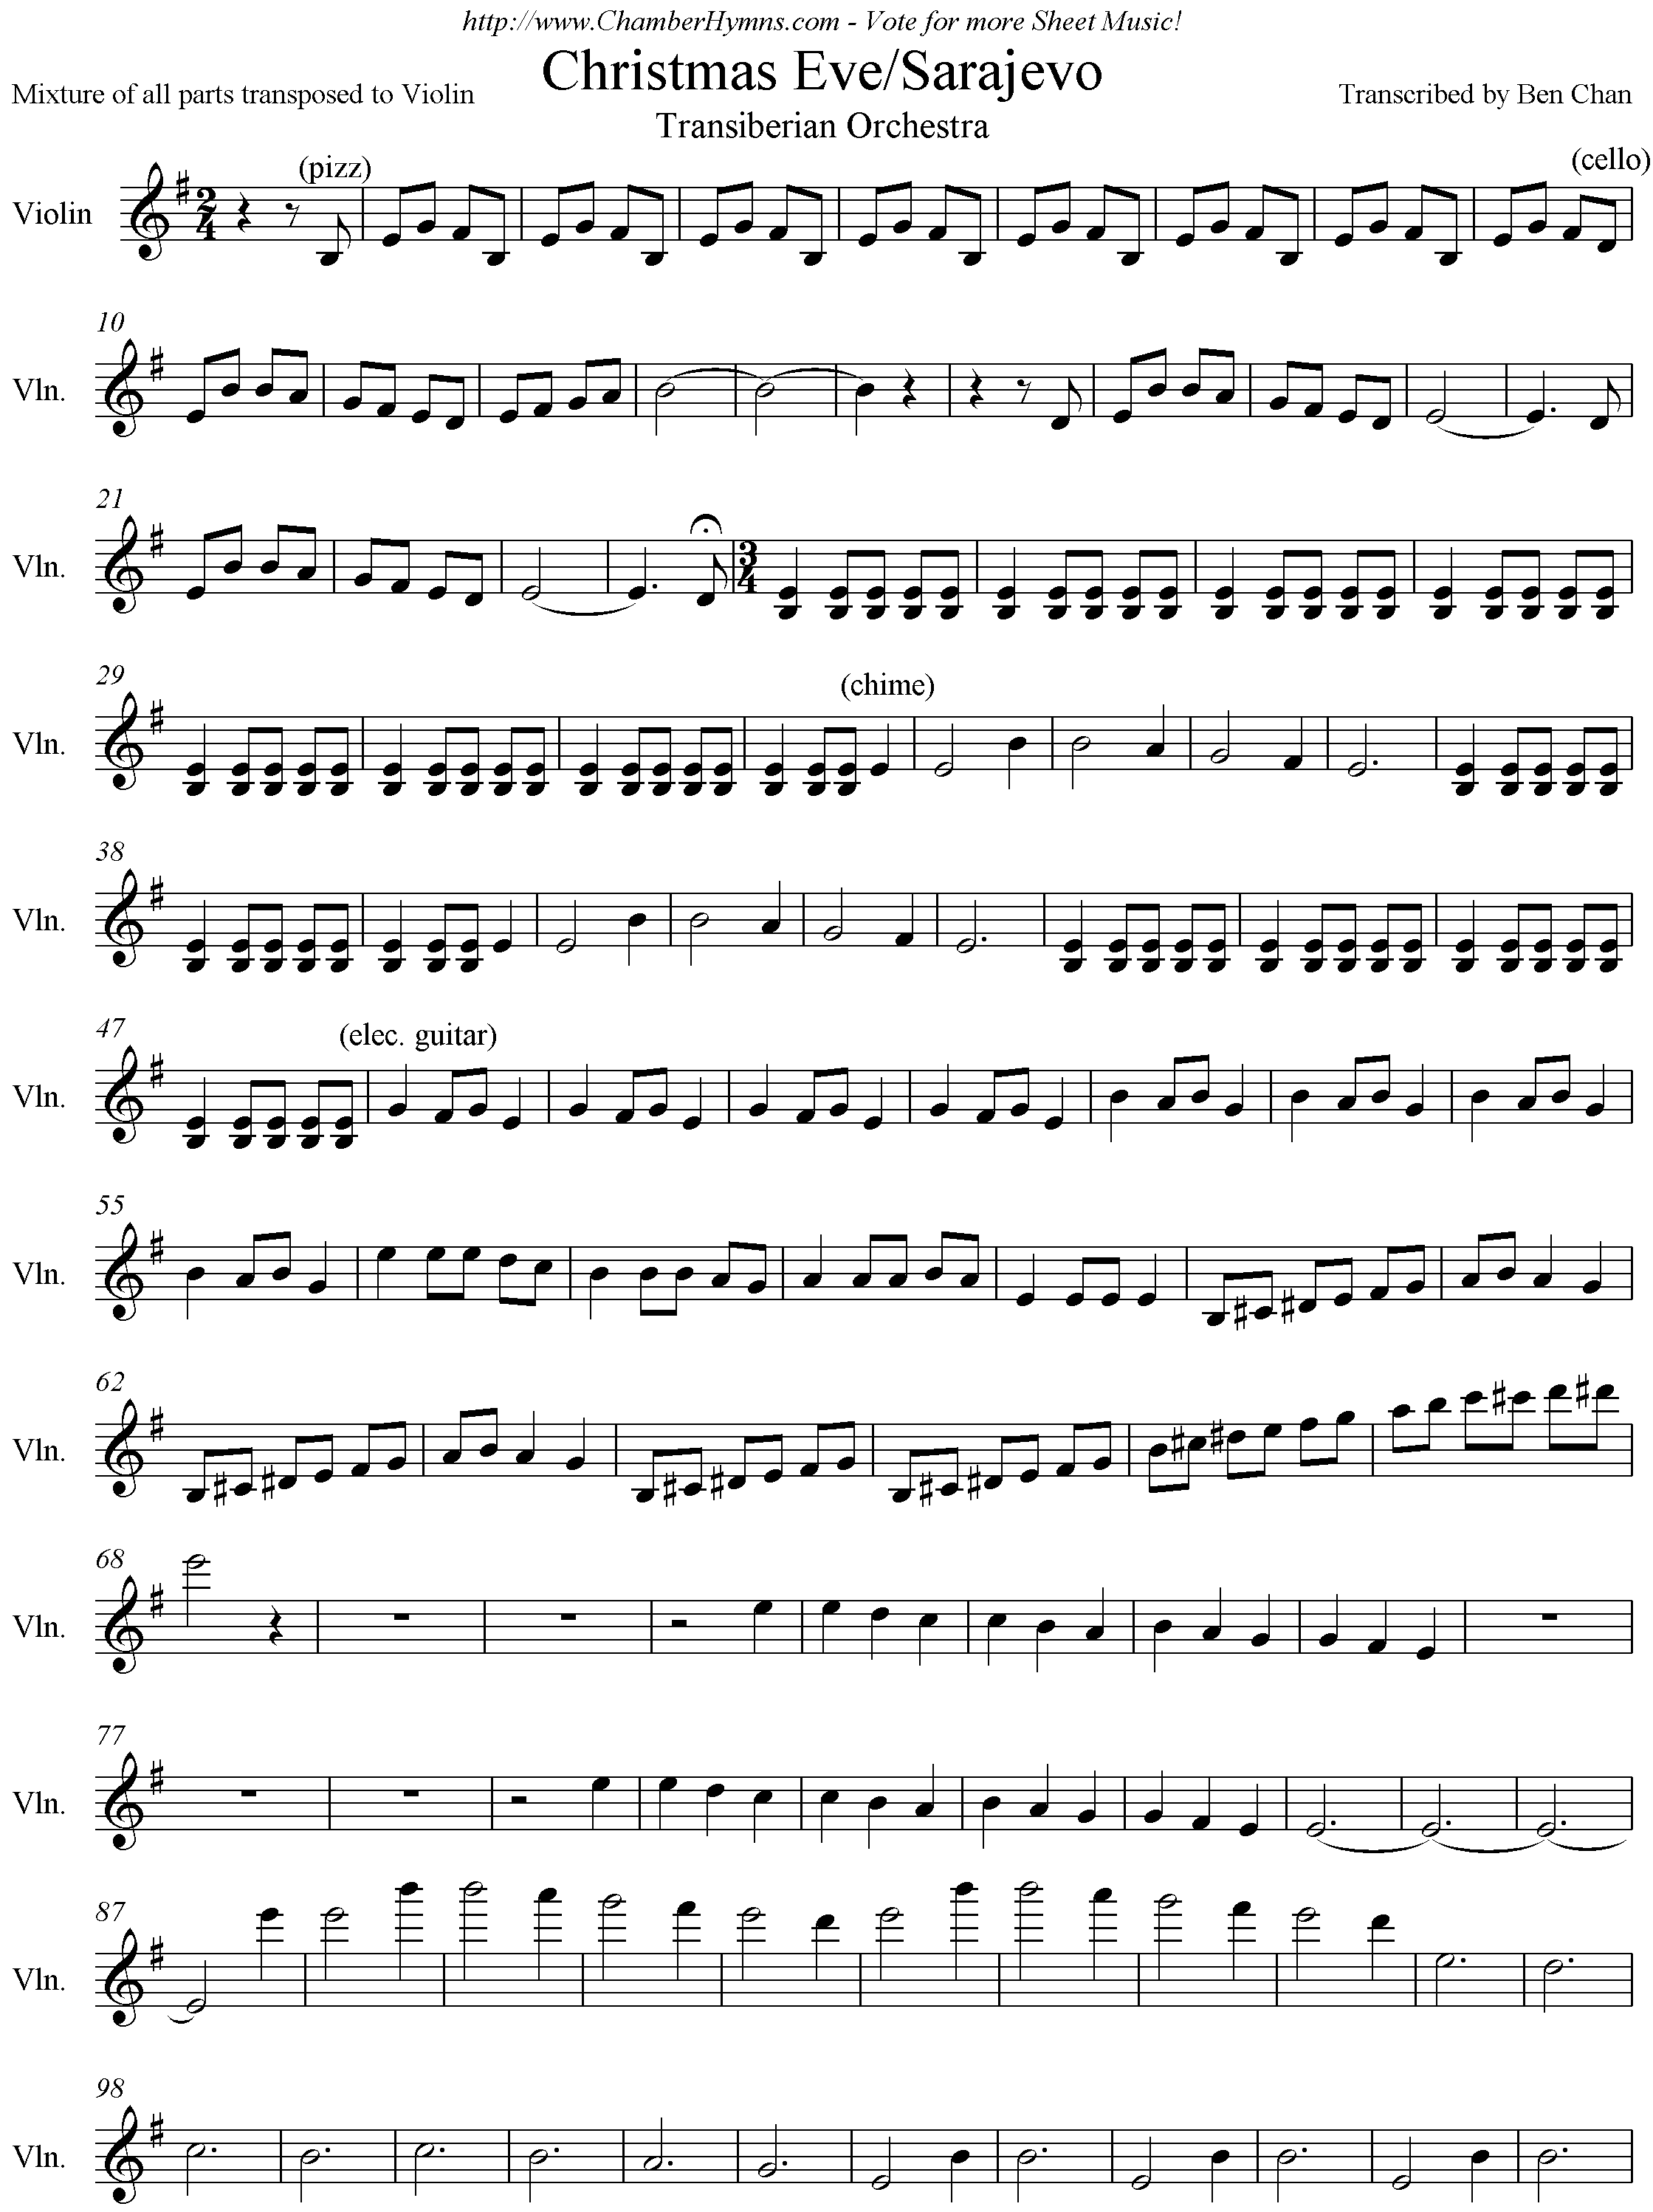 http://www.ChamberHymns.com - Vote for more Sheet Music!
Christmas Eve/Sarajevo
Mixture of all parts transposed to Violin
Transcribed by Ben Chan
Transiberian Orchestra
(pizz)
(cello)
Violin
2
4
10
Vln.
21
Vln.
3
4
29
(chime)
Vln.
38
Vln.
47
(elec. guitar)
Vln.
55
Vln.
62
Vln.
68
Vln.
77
Vln.
87
Vln.
98
Vln.